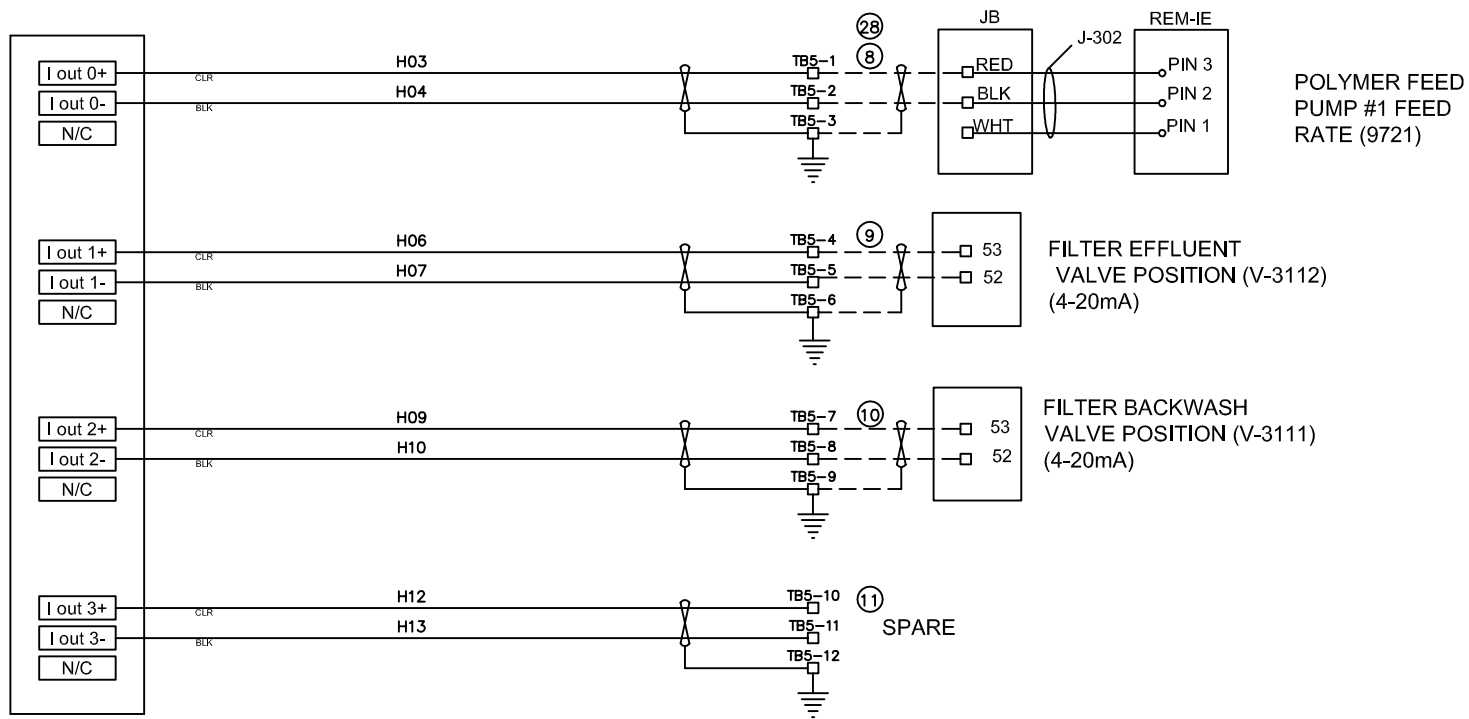 28
JB
REM-IE
J-302
I out 0+
CLR
H03
TB5-1
8
RED
PIN 3
I out 0-
BLK
H04
TB5-2
BLK
PIN 2
N/C
TB5-3
WHT
PIN 1
POLYMER FEED
PUMP #1 FEED
RATE (9721)
I out 1+
CLR
H06
TB5-4
9
53
I out 1-
BLK
H07
TB5-5
52
N/C
TB5-6
FILTER EFFLUENT
VALVE POSITION (V-3112)
(4-20mA)
I out 2+
CLR
H09
TB5-7
10
53
I out 2-
BLK
H10
TB5-8
52
N/C
TB5-9
FILTER BACKWASH
VALVE POSITION (V-3111)
(4-20mA)
I out 3+
CLR
H12
TB5-10
11
I out 3-
BLK
H13
TB5-11
SPARE
N/C
TB5-12